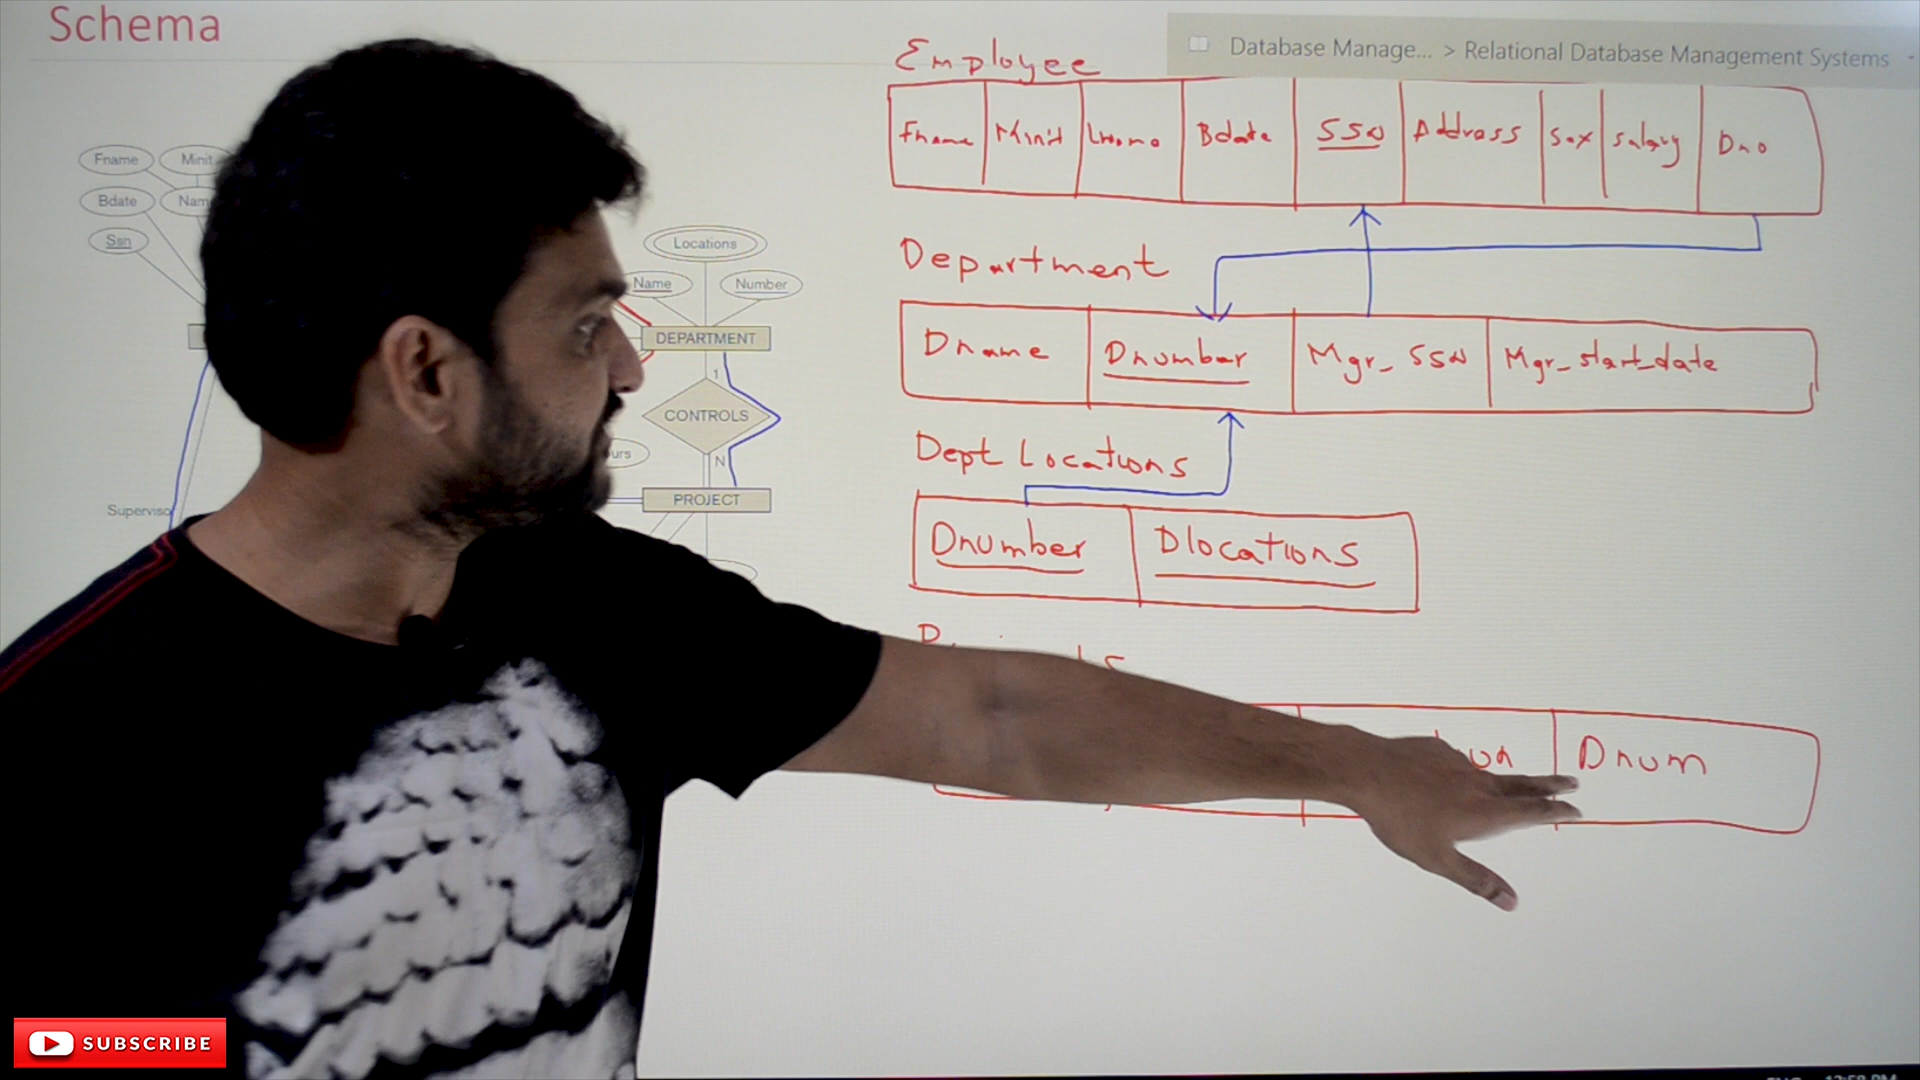 Schema
Database Manage... > Relational Database Management Systems
Employee
Fname Minit Lname Bdate SSN Address Sex Salary Dno
Fname Minit
Bdate
Ssn
Department
Locations
Name Number
DEPARTMENT
Dname Dnumber Mgr_SSN Mgr_start_date
1
CONTROLS
N
Dept Locations
PROJECT
Dnumber Dlocations
Dnum
SUBSCRIBE